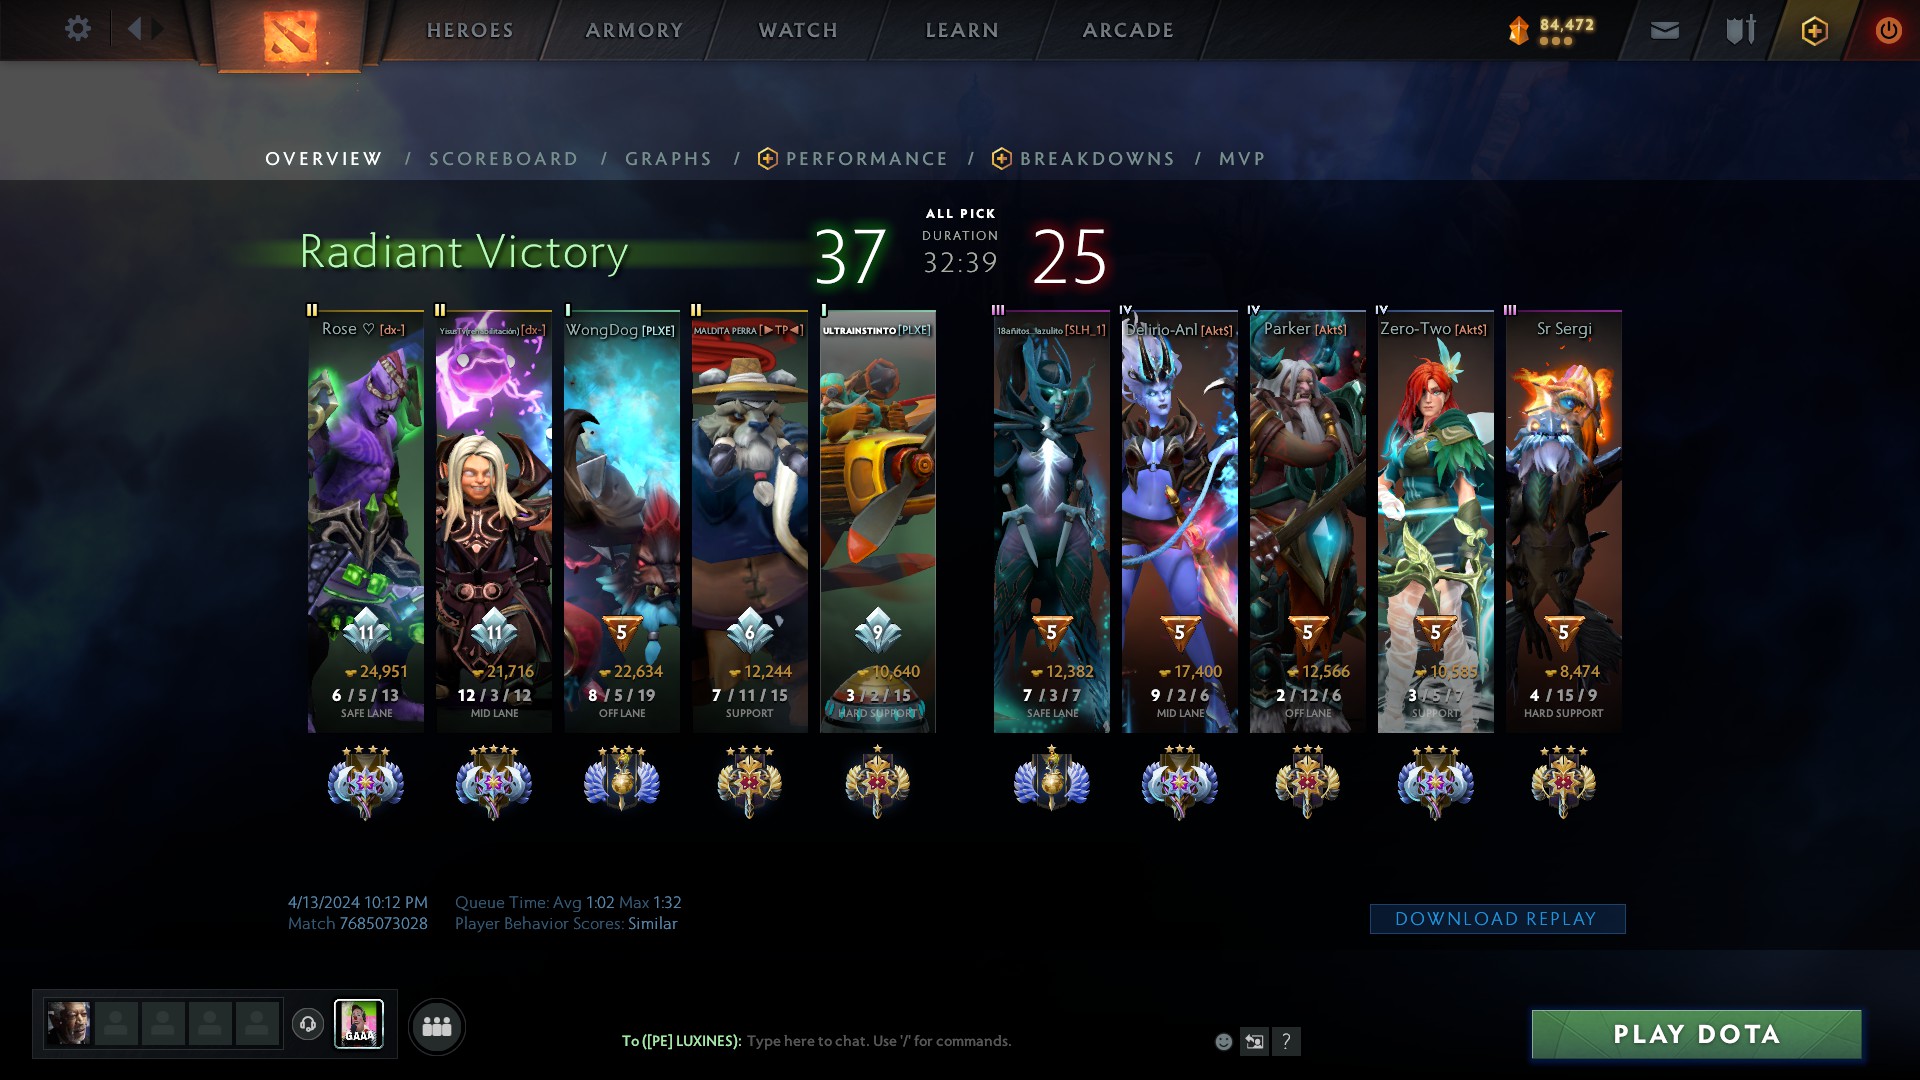 HEROES ARMORY WATCH LEARN ARCADE 84,472
OVERVIEW / SCOREBOARD / GRAPHS / PERFORMANCE / BREAKDOWNS / MVP
Radiant Victory
37
ALL PICK
DURATION
32:39
25
II II I II I III IV IV IV III
Rose ♡ [dx-]
[dx-]
WongDog [PLXE]
MALDITA PERRA [►TP◄]
ULTRAINSTINTO [PLXE]
[SLH_1]
Delirio-Anl [Akt$]
Parker [Akt$]
Zero-Two [Akt$]
Sr Sergi
11 11 5 6 9 5 5 5 5 5
24,951 21,716 22,634 12,244 10,640 12,382 17,400 12,566 10,585 8,474
6 / 5 / 13 12 / 3 / 12 8 / 5 / 19 7 / 11 / 15 3 / 2 / 15 7 / 3 / 7 9 / 2 / 6 2 / 12 / 6 3 / 5 / 7 4 / 15 / 9
SAFE LANE MID LANE OFF LANE SUPPORT HARD SUPPORT SAFE LANE MID LANE OFF LANE SUPPORT HARD SUPPORT
4/13/2024 10:12 PM Queue Time: Avg 1:02 Max 1:32
Match 7685073028 Player Behavior Scores: Similar
DOWNLOAD REPLAY
GAAA
To ([PE] LUXINES): Type here to chat. Use '/' for commands.
?
PLAY DOTA